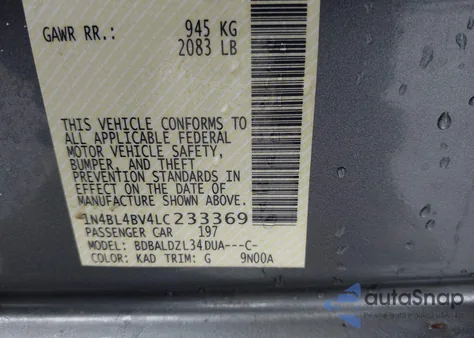 GAWR RR.: 945 KG
2083 LB
THIS VEHICLE CONFORMS TO
ALL APPLICABLE FEDERAL
MOTOR VEHICLE SAFETY,
BUMPER, AND THEFT
PREVENTION STANDARDS IN
EFFECT ON THE DATE OF
MANUFACTURE SHOWN ABOVE.
1N4BL4BV4LC233369
PASSENGER CAR 197
MODEL: BDBALDZL34DUA---C-
COLOR: KAD TRIM: G 9N00A
autoSnap